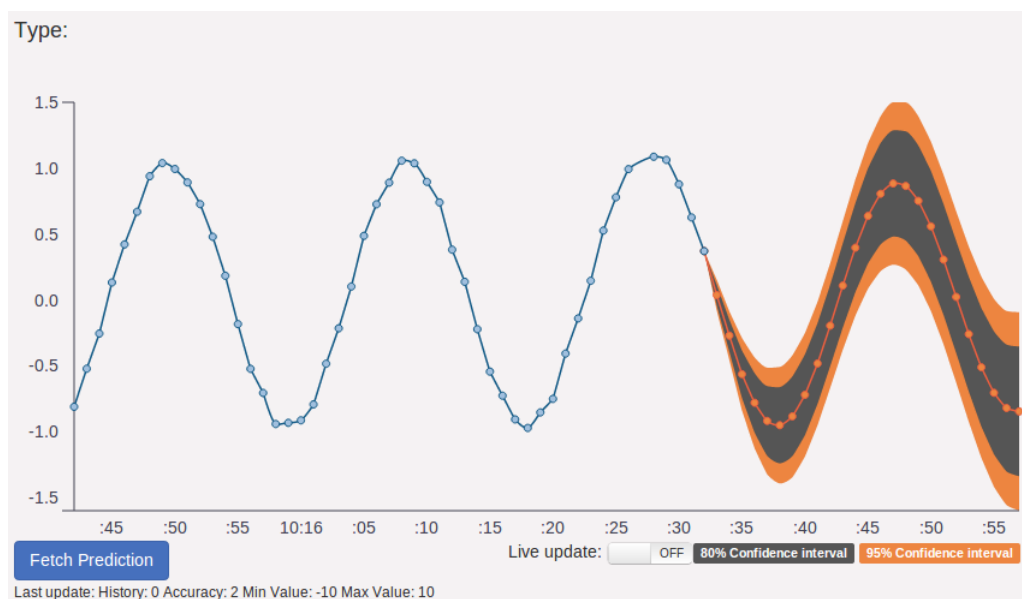 Type:
1.5
1.0
0.5
0.0
-0.5
-1.0
-1.5
:45 :50 :55 10:16 :05 :10 :15 :20 :25 :30 :35 :40 :45 :50 :55
Fetch Prediction
Live update: OFF 80% Confidence interval 95% Confidence interval
Last update: History: 0 Accuracy: 2 Min Value: -10 Max Value: 10